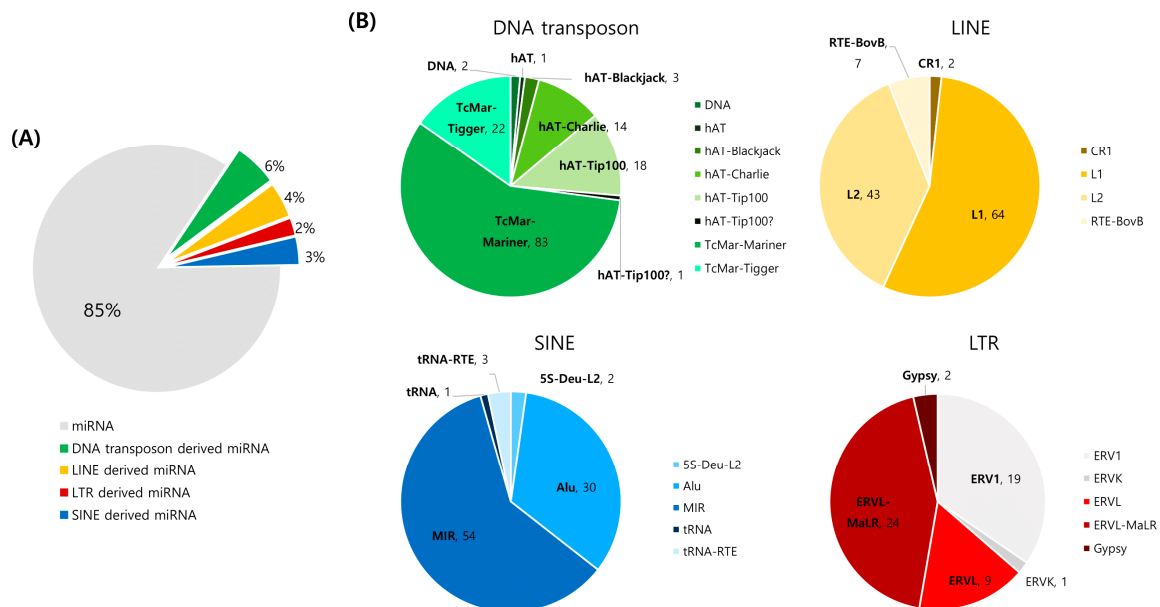 (A)
6%
4%
2%
3%
85%
miRNA
DNA transposon derived miRNA
LINE derived miRNA
LTR derived miRNA
SINE derived miRNA
(B)
DNA transposon
DNA, 2
hAT, 1
hAT-Blackjack, 3
hAT-Charlie, 14
hAT-Tip100, 18
hAT-Tip100?, 1
TcMar-
Mariner, 83
TcMar-
Tigger, 22
DNA
hAT
hAT-Blackjack
hAT-Charlie
hAT-Tip100
hAT-Tip100?
TcMar-Mariner
TcMar-Tigger
LINE
RTE-BovB,
7
CR1, 2
L2, 43
L1, 64
CR1
L1
L2
RTE-BovB
SINE
tRNA-RTE, 3
tRNA, 1
5S-Deu-L2, 2
Alu, 30
MIR, 54
5S-Deu-L2
Alu
MIR
tRNA
tRNA-RTE
LTR
Gypsy, 2
ERV1, 19
ERVL-
MaLR, 24
ERVL, 9
ERVK, 1
ERV1
ERVK
ERVL
ERVL-MaLR
Gypsy